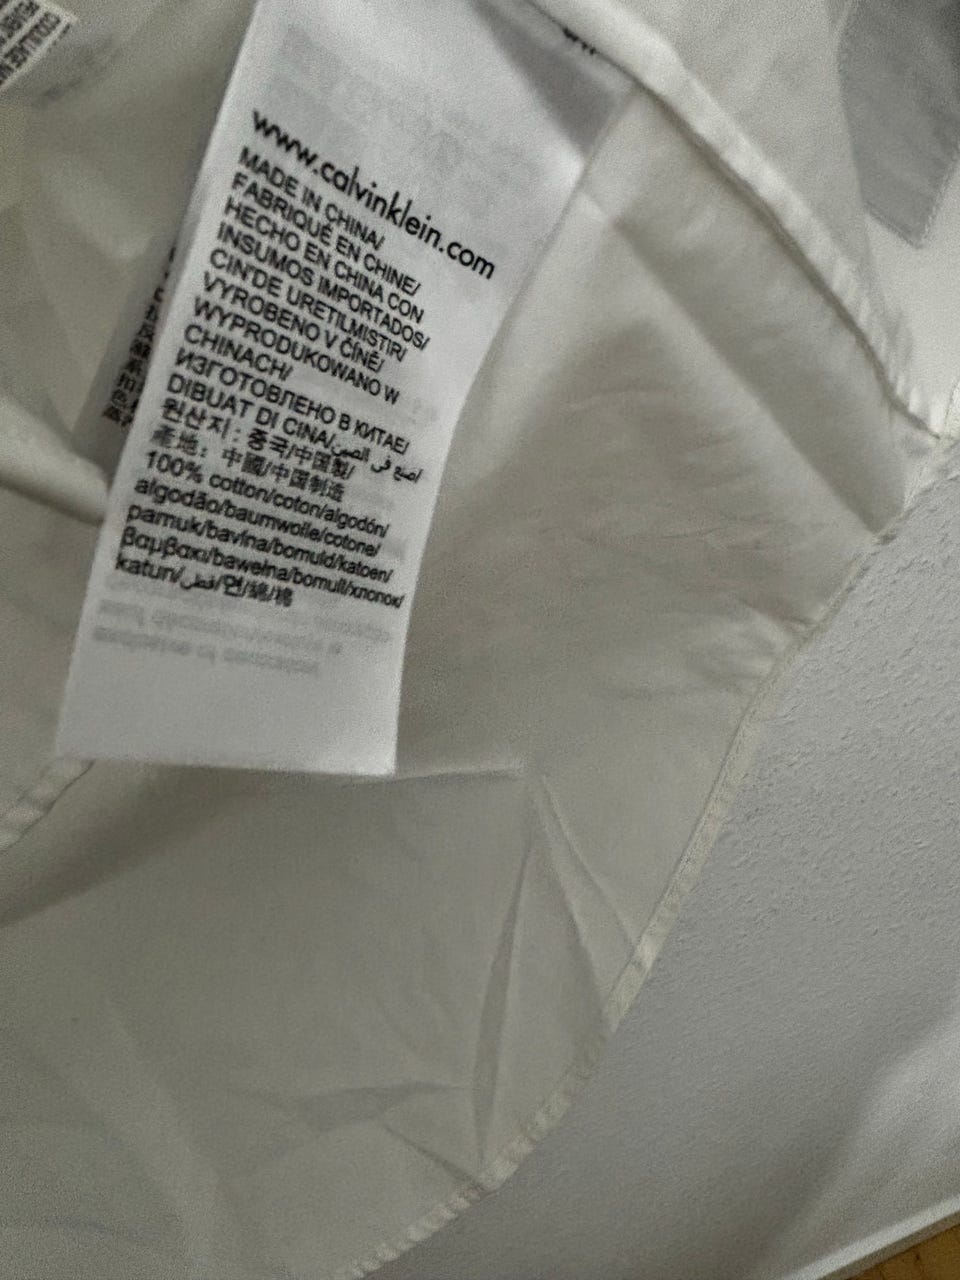 www.calvinklein.com
MADE IN CHINA/
FABRIQUÉ EN CHINE/
HECHO EN CHINA CON
INSUMOS IMPORTADOS/
CIN'DE URETILMISTIR/
VYROBENO V ČÍNĚ/
WYPRODUKOWANO W
CHINACH/
ИЗГОТОВЛЕНО В КИТАЕ/
DIBUAT DI CINA/صنع في الصين/
원산지 : 중국/中国製/
產地： 中國/中国制造
100% cotton/coton/algodón/
algodão/baumwolle/cotone/
pamuk/bavlna/bomuld/katoen/
βαμβακι/bawełna/bomull/хлопок/
katun/قطن/면/綿/棉